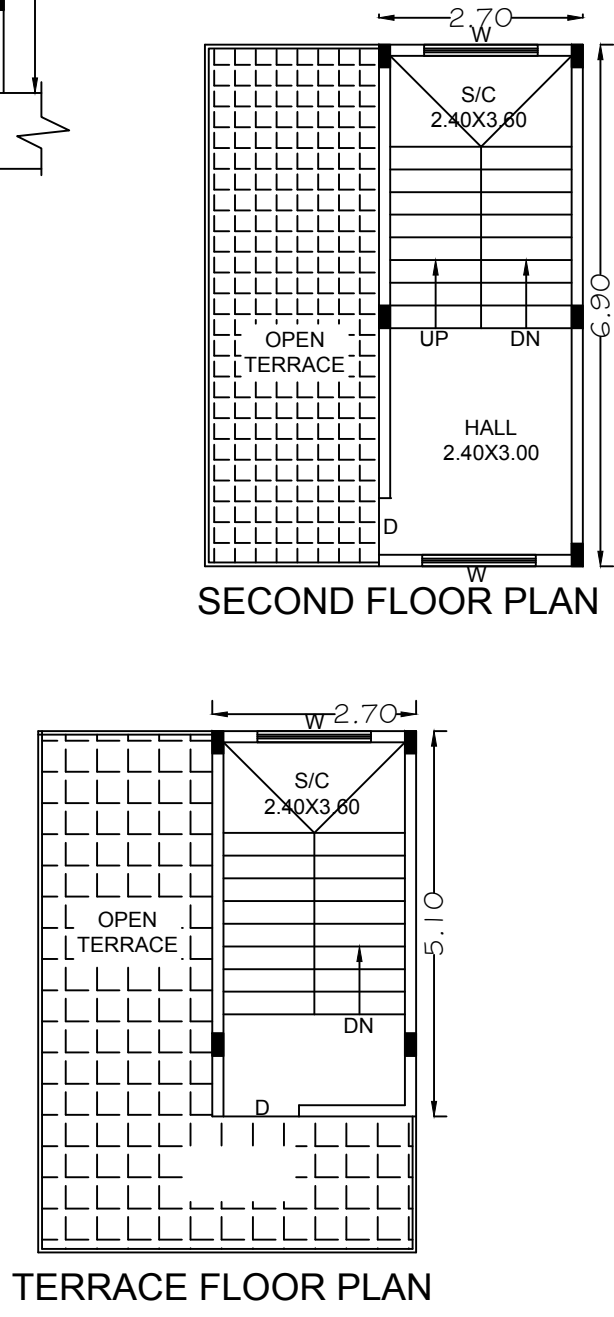 2.70
W
S/C
2.40X3.60
6.90
UP DN
OPEN
TERRACE
HALL
2.40X3.00
D
W
SECOND FLOOR PLAN
2.70
W
S/C
2.40X3.60
5.10
OPEN
TERRACE
DN
D
TERRACE FLOOR PLAN